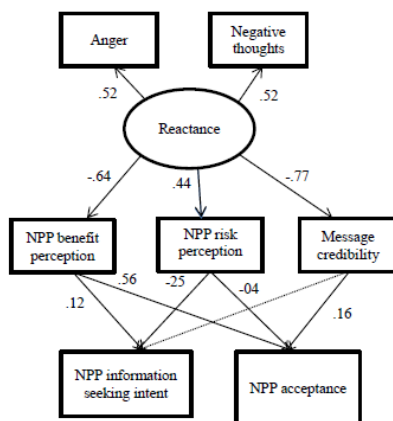 Anger
Negative
thoughts
.52
.52
Reactance
-.64
.44
-.77
NPP benefit
perception
NPP risk
perception
Message
credibility
.12
.56
-25
-04
.16
NPP information
seeking intent
NPP acceptance